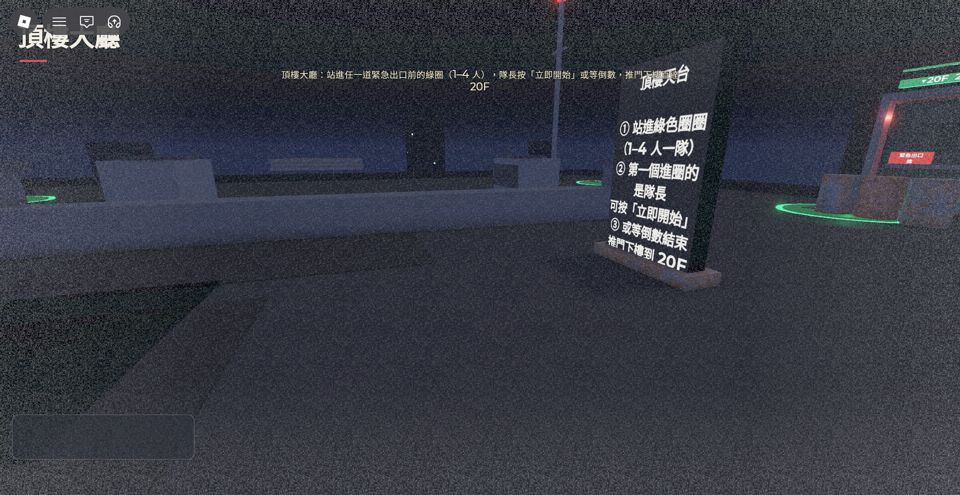 頂樓大廳
頂樓大廳：站進任一道緊急出口前的綠圈（1–4 人），隊長按「立即開始」或等倒數，推門下樓
20F
頂樓天台
① 站進綠色圈圈
（1–4 人一隊）
② 第一個進圈的
是隊長
可按「立即開始」
③ 或等倒數結束
推門下樓到 20F
20F
緊急出口